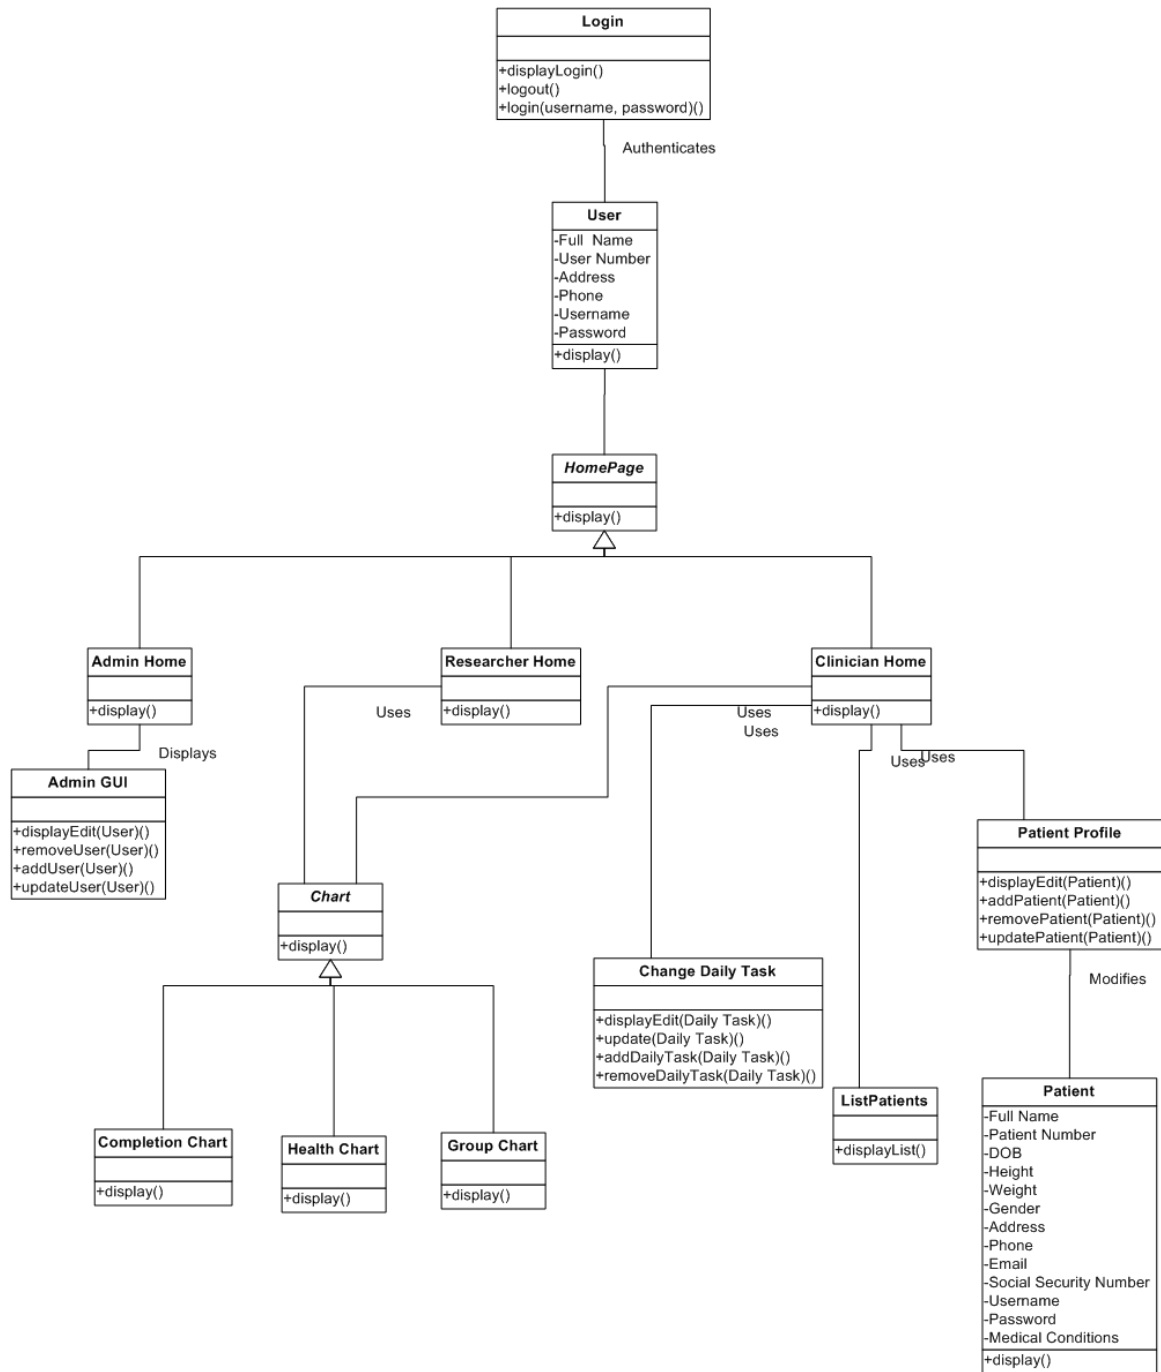 Login
+displayLogin()
+logout()
+login(username, password)()
Authenticates
User
-Full  Name
-User Number
-Address
-Phone
-Username
-Password
+display()
HomePage
+display()
Admin Home
+display()
Researcher Home
+display()
Clinician Home
+display()
Uses
Uses
Uses
Uses
Uses
Displays
Admin GUI
+displayEdit(User)()
+removeUser(User)()
+addUser(User)()
+updateUser(User)()
Patient Profile
+displayEdit(Patient)()
+addPatient(Patient)()
+removePatient(Patient)()
+updatePatient(Patient)()
Chart
+display()
Change Daily Task
+displayEdit(Daily Task)()
+update(Daily Task)()
+addDailyTask(Daily Task)()
+removeDailyTask(Daily Task)()
Modifies
ListPatients
+displayList()
Patient
-Full Name
-Patient Number
-DOB
-Height
-Weight
-Gender
-Address
-Phone
-Email
-Social Security Number
-Username
-Password
-Medical Conditions
+display()
Completion Chart
+display()
Health Chart
+display()
Group Chart
+display()